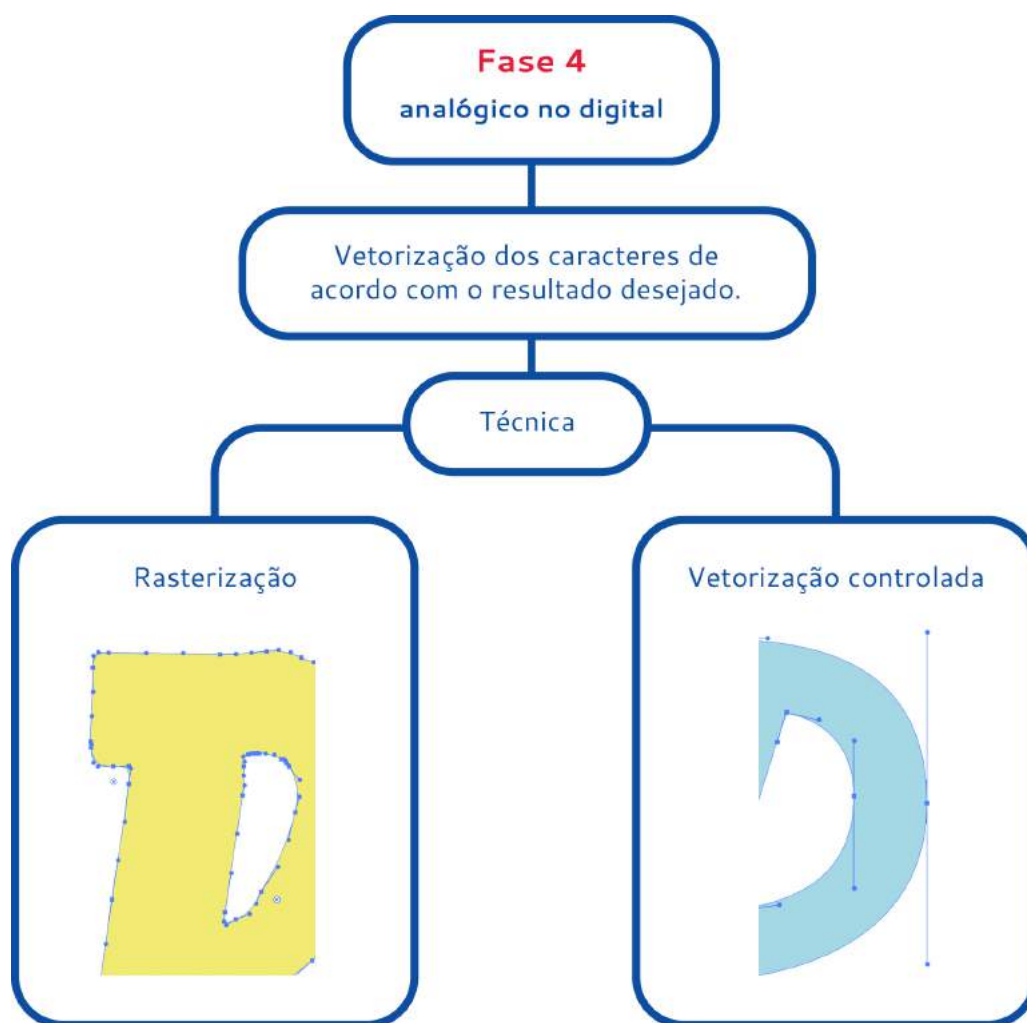 Fase 4
analógico no digital
Vetorização dos caracteres de
acordo com o resultado desejado.
Técnica
Rasterização
Vetorização controlada